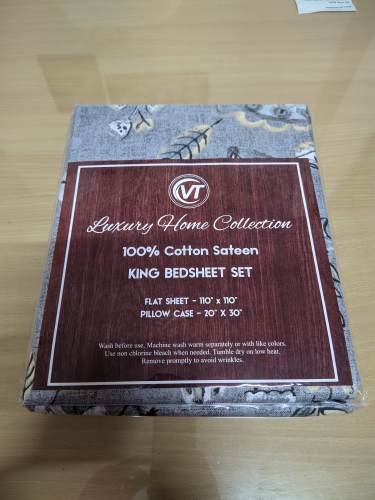 VT
Luxury Home Collection
100% Cotton Sateen
KING BEDSHEET SET
FLAT SHEET - 110" x 110"
PILLOW CASE - 20" X 30"
Wash before use, Machine wash warm separately or with like colors.
Use non chlorine bleach when needed. Tumble dry on low heat.
Remove promptly to avoid wrinkles.